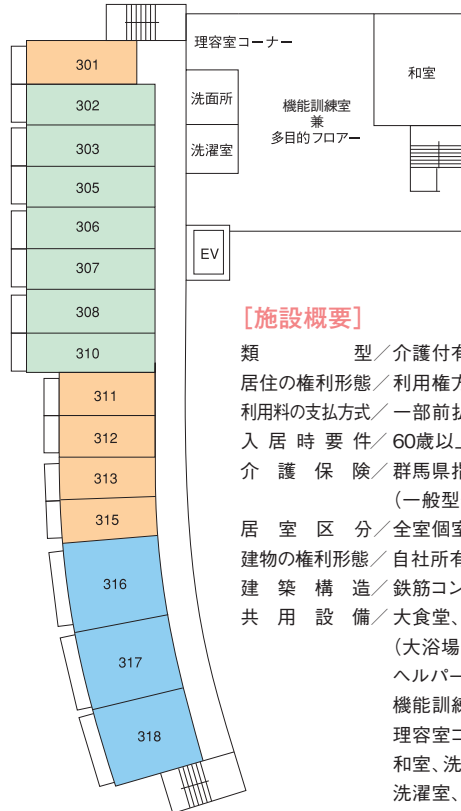 理容室コーナー
和室
洗面所
機能訓練室
兼
多目的フロアー
洗濯室
EV
301
302
303
305
306
307
308
310
311
312
313
315
316
317
318
［施設概要］
類型／介護付有
居住の権利形態／利用権方
利用料の支払方式／一部前払
入居時要件／60歳以上
介護保険／群馬県指
（一般型
居室区分／全室個室
建物の権利形態／自社所有
建築構造／鉄筋コン
共用設備／大食堂、
（大浴場
ヘルパー
機能訓練
理容室コ
和室、洗
洗濯室、